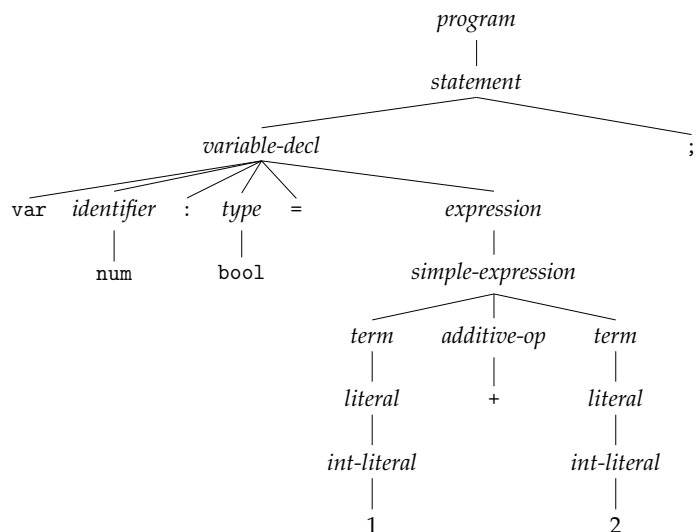 program
statement
variable-decl ;
var identifier : type = expression
num bool simple-expression
term additive-op term
literal + literal
int-literal int-literal
1 2